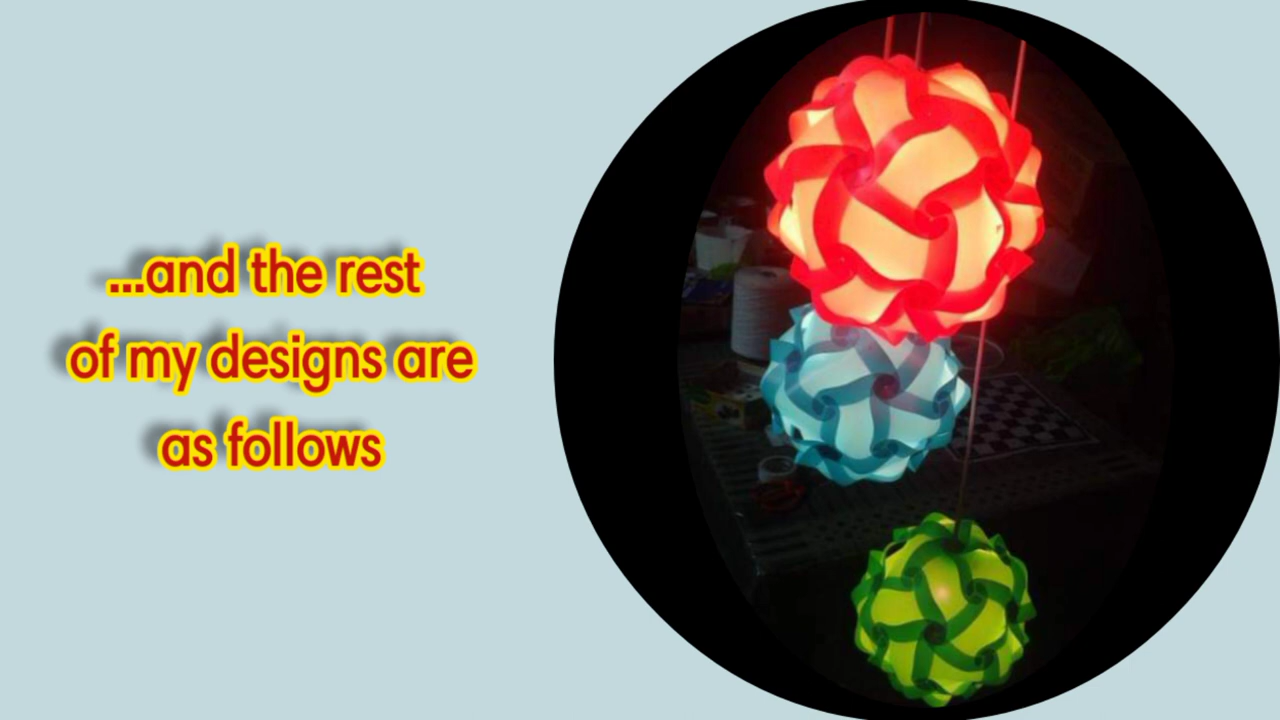 ...and the rest
of my designs are
as follows